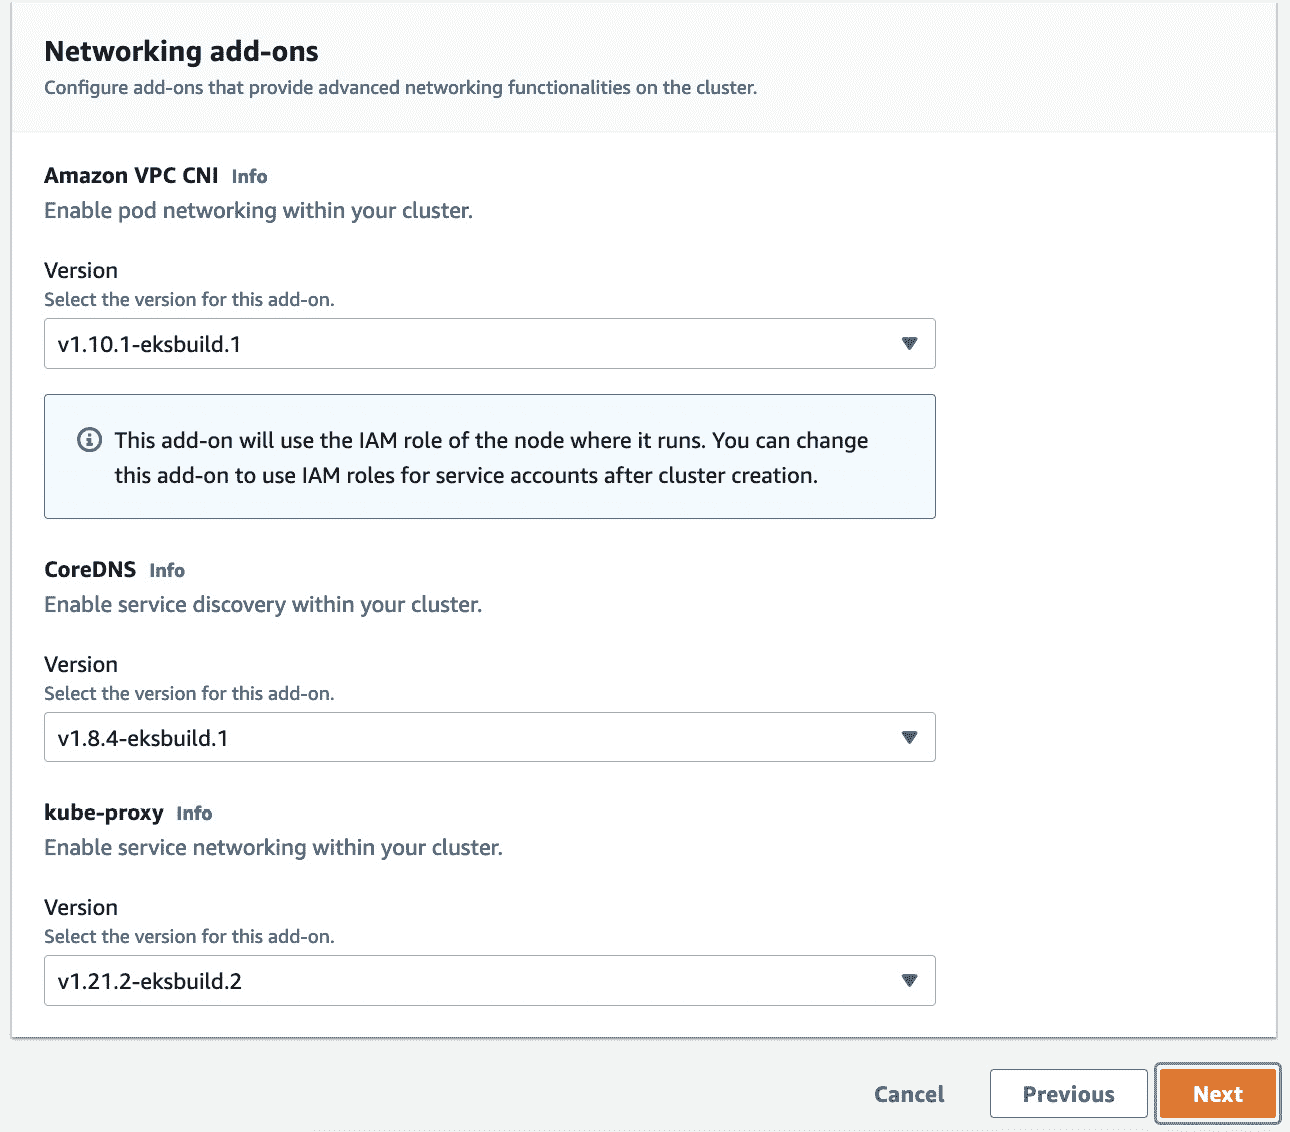 Networking add-ons
Configure add-ons that provide advanced networking functionalities on the cluster.
Amazon VPC CNI Info
Enable pod networking within your cluster.
Version
Select the version for this add-on.
v1.10.1-eksbuild.1
This add-on will use the IAM role of the node where it runs. You can change
this add-on to use IAM roles for service accounts after cluster creation.
CoreDNS Info
Enable service discovery within your cluster.
Version
Select the version for this add-on.
v1.8.4-eksbuild.1
kube-proxy Info
Enable service networking within your cluster.
Version
Select the version for this add-on.
v1.21.2-eksbuild.2
Cancel Previous Next